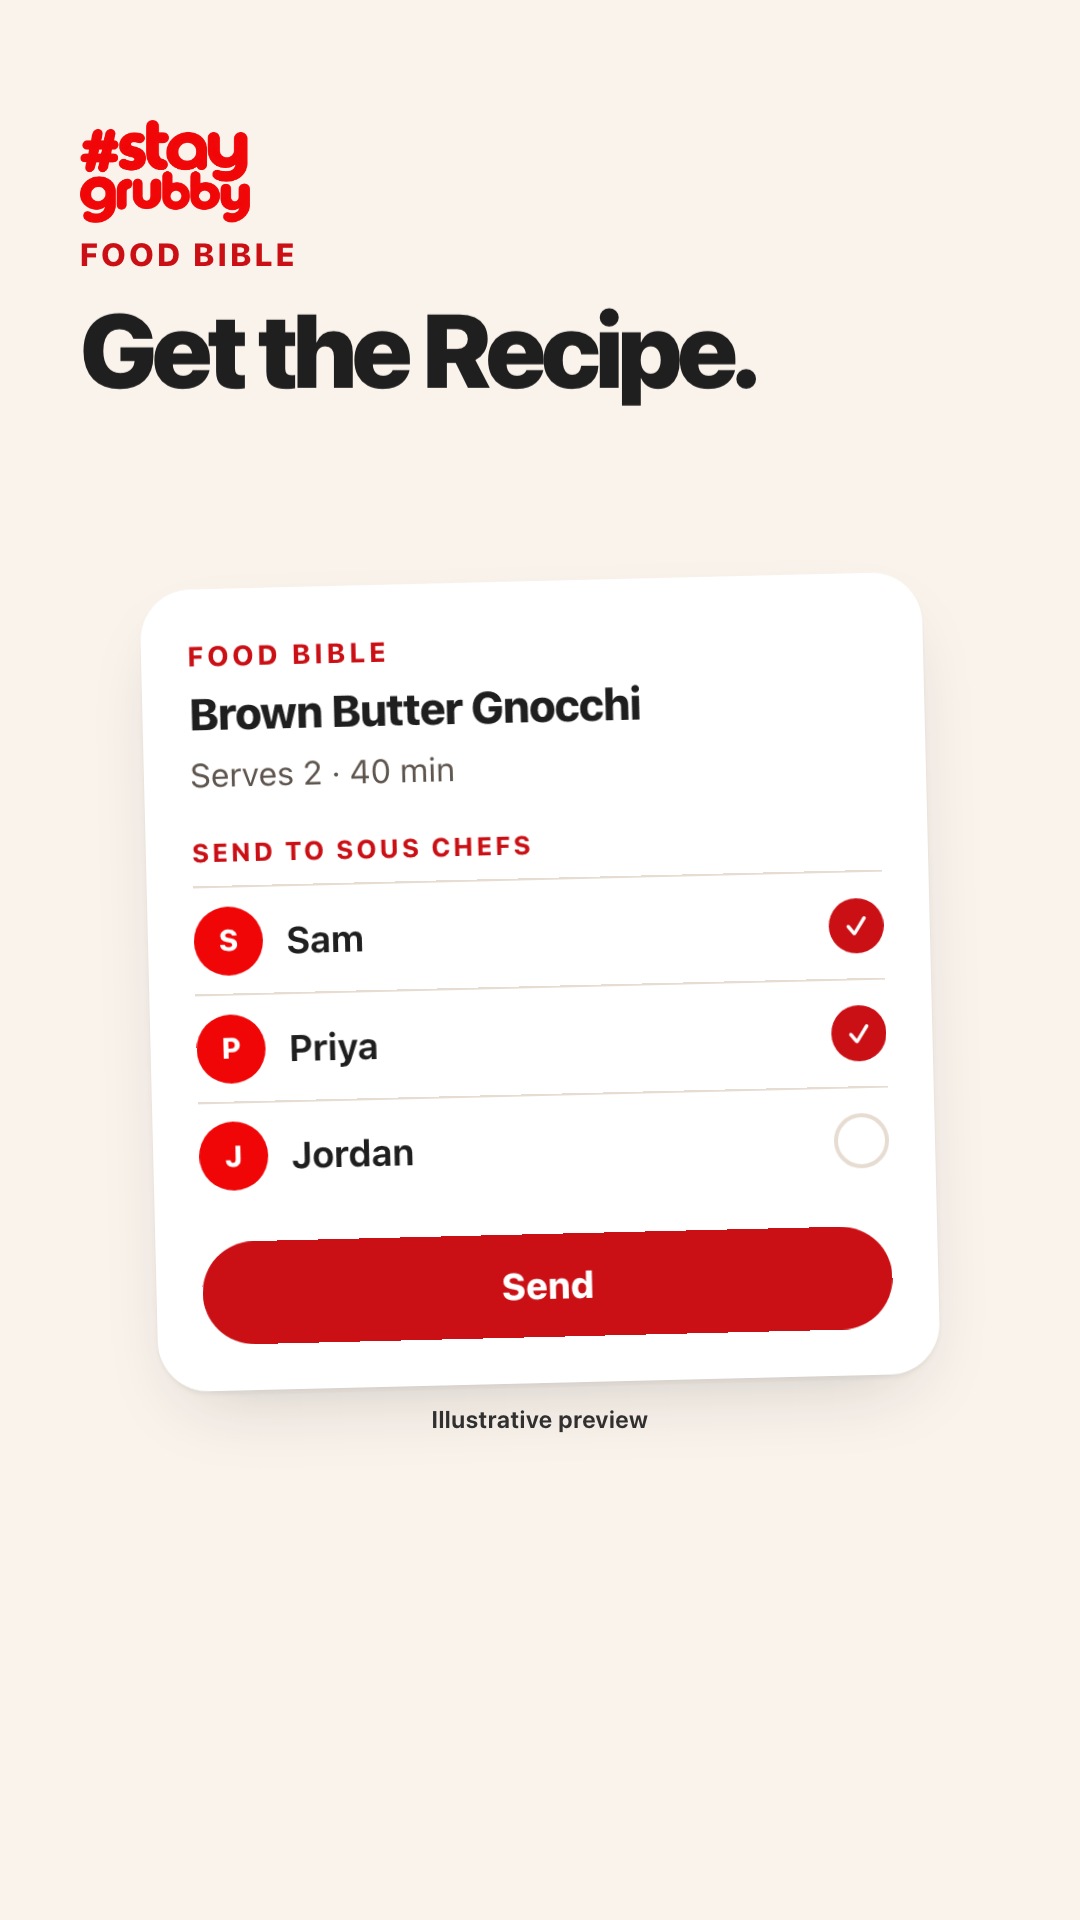 #stay
grubby
FOOD BIBLE
Get the Recipe.
FOOD BIBLE
Brown Butter Gnocchi
Serves 2 · 40 min
SEND TO SOUS CHEFS
S Sam
P Priya
J Jordan
Send
Illustrative preview